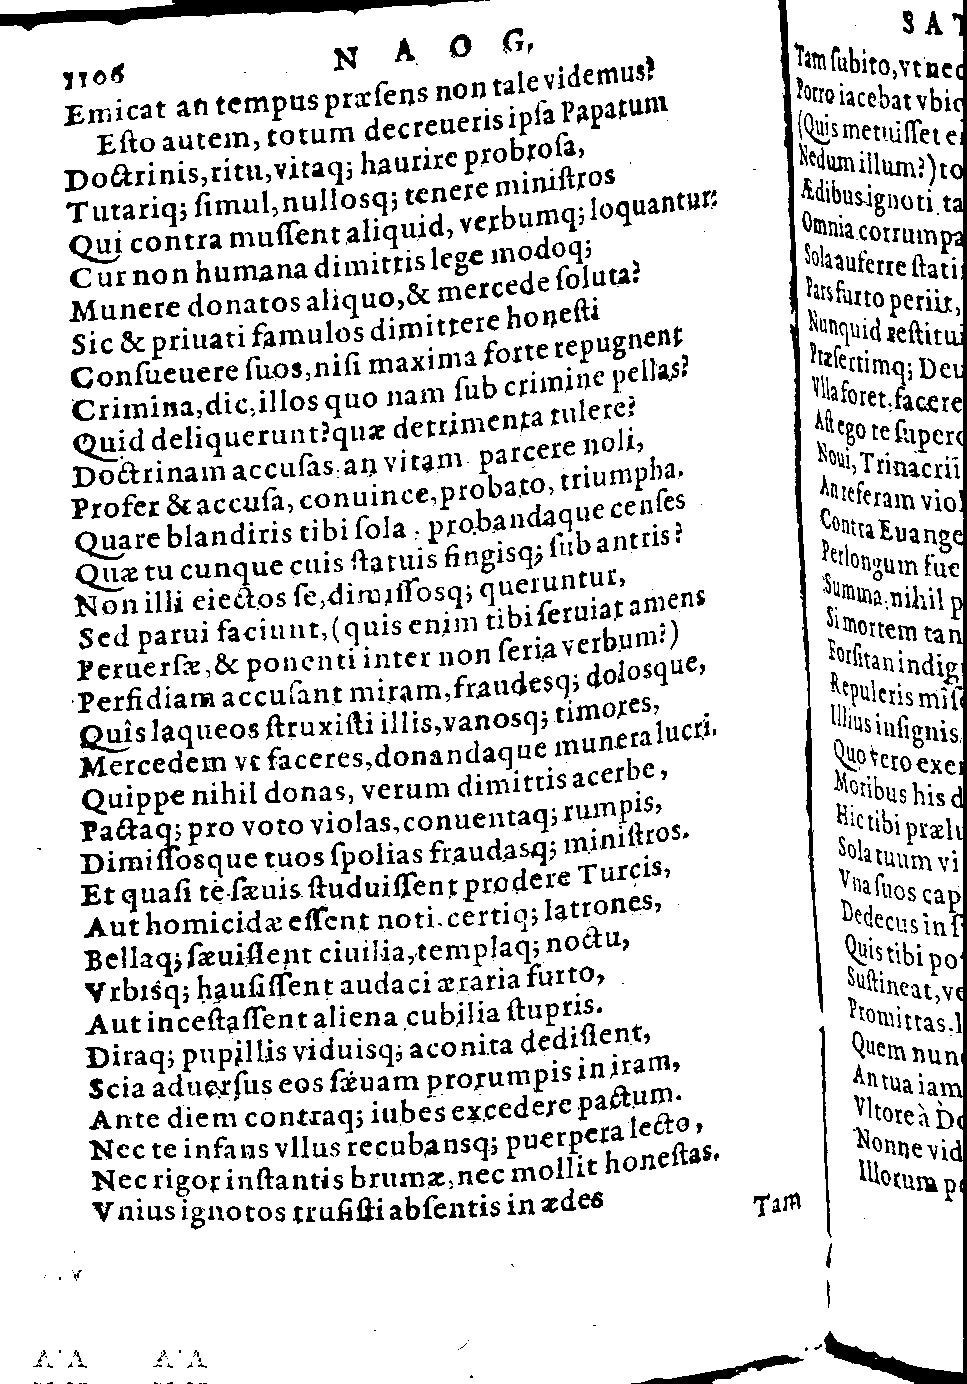 1106
N A O G.
Emicat an tempus præſens non tale videmus?
Eſto autem, totum decreueris ipſa Papatum
Doctrinis, ritu, vitaq; haurire probroſa,
Tutariq; ſimul, nullosq; tenere miniſtros
Qui contra muſſent aliquid, verbumq; loquantur:
Cur non humana dimittis lege modoq;
Munere donatos aliquo, & mercede ſoluta?
Sic & priuati famulos dimittere honeſti
Conſueuere ſuos, niſi maxima forte repugnent
Crimina, dic, illos quo nam ſub crimine pellas?
Quid deliquerunt? quæ detrimenta tulere?
Doctrinam accuſas. an vitam parcere noli,
Profer & accuſa, conuince, probato, triumpha.
Quare blandiris tibi ſola. probandaque cenſes
Quæ tu cunque cuis ſtatuis fingisq; ſub antris?
Non illi eiectos ſe, dimiſſosq; queruntur,
Sed parui faciunt, (quis enim tibi ſeruiat amens
Peruerſæ, & ponenti inter non ſeria verbum?)
Perfidiam accuſant miram, fraudesq; dolosque,
Quîs laqueos ſtruxiſti illis, vanosq; timores,
Mercedem vt faceres, donandaque munera lucri.
Quippe nihil donas, verum dimittis acerbe,
Pactaq; pro voto violas, conuentaq; rumpis,
Dimiſſosque tuos ſpolias fraudasq; miniſtros.
Et quaſi te ſæuis ſtuduiſſent prodere Turcis,
Aut homicidæ eſſent noti. certiq; latrones,
Bellaq; ſæuiſſent ciuilia, templaq; noctu,
Vrbisq; hauſiſſent audaci æraria furto,
Aut inceſtaſſent aliena cubilia ſtupris.
Diraq; pupillis viduisq; aconita dediſſent,
Scia aduerſus eos ſæuam prorumpis in iram,
Ante diem contraq; iubes excedere pactum.
Nec te infans vllus recubansq; puerpera lecto,
Nec rigor inſtantis brumæ, nec mollit honeſtas.
Vnius ignotos truſiſti abſentis in ædes
Tam
SAT
Tam ſubito, vt nec
Porro iacebat vbi
(Quis metuiſſet
Nedum illum?) to
Ædibus ignoti ta
Omnia corrumpa
Sola auferre ſtati
Pars furto periit,
Nunquid reſtitui
Præſertimq; Deu
Vlla foret, facere
Aſt ego te ſuper
Noui, Trinacrii
An referam viol
Contra Euange
Perlongum fue
Summa, nihil p
Si mortem tan
Forſitan indig
Repuleris miſe
Illius inſignis
Quo vero exe
Moribus his d
Hic tibi præl
Sola tuum vi
Vna ſuos cap
Dedecus in ſ
Quis tibi po
Suſtineat, ve
Promittas, l
Quem nun
An tua iam
Vltore à D
Nonne vid
Illorum p